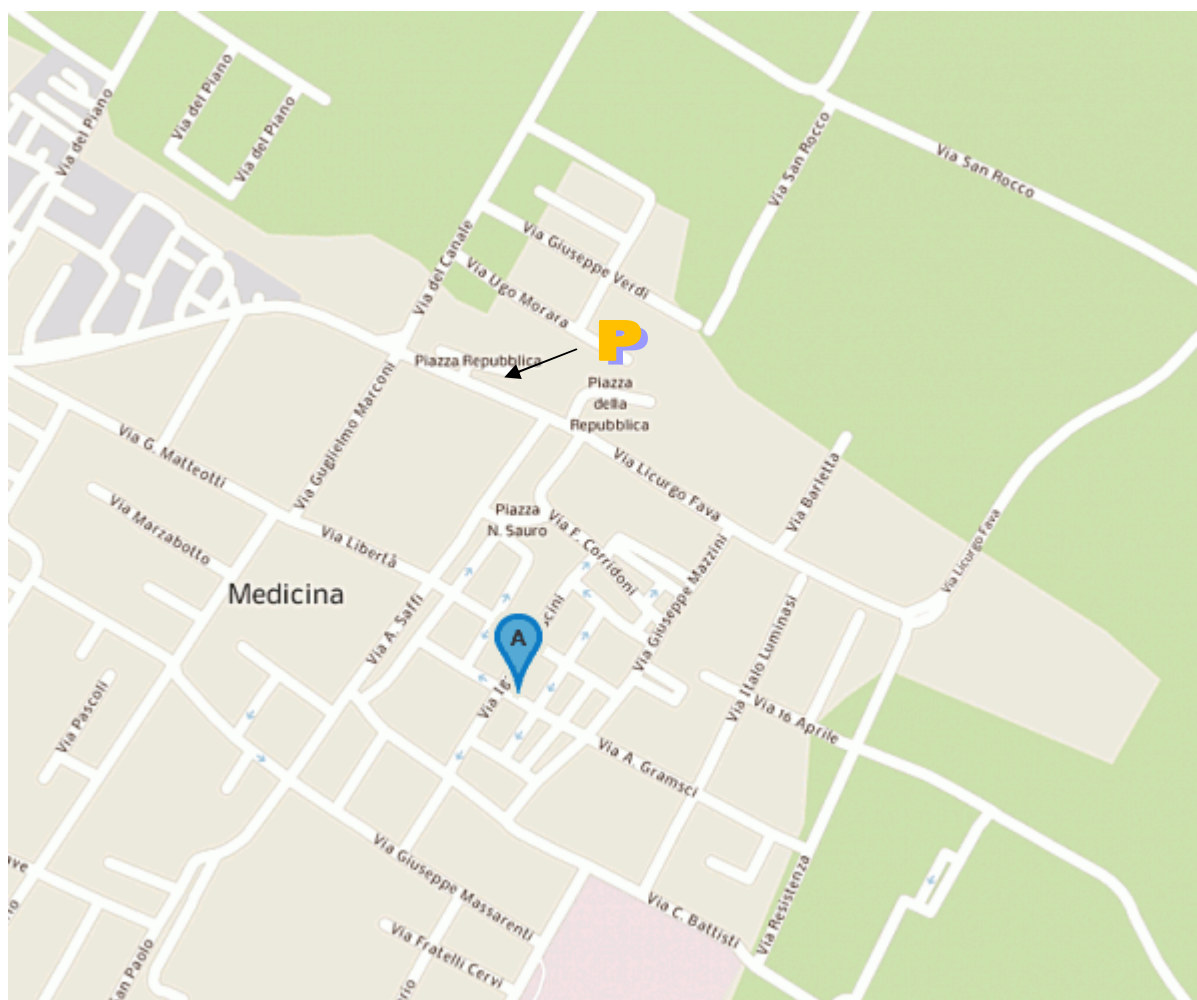 Via del Piano
Via del Piano
Via del Piano
Via San Rocco
Via San Rocco
Via del Canale
Via Giuseppe Verdi
Via Ugo Morara
P
Piazza Repubblica
Piazza
della
Repubblica
Via Guglielmo Marconi
Via G. Matteotti
Via Licurgo Fava
Via Barletta
Via Licurgo Fava
Via Marzabotto
Via Libertà
Piazza
N. Sauro
Via F. Corridoni
Via Giuseppe Mazzini
Medicina
Via A. Saffi
A
Via Italo Luminasi
Via Pascoli
Via 16 Aprile
Via A. Gramsci
Via Giuseppe Massarenti
Via C. Battisti
Via Resistenza
Via Fratelli Cervi